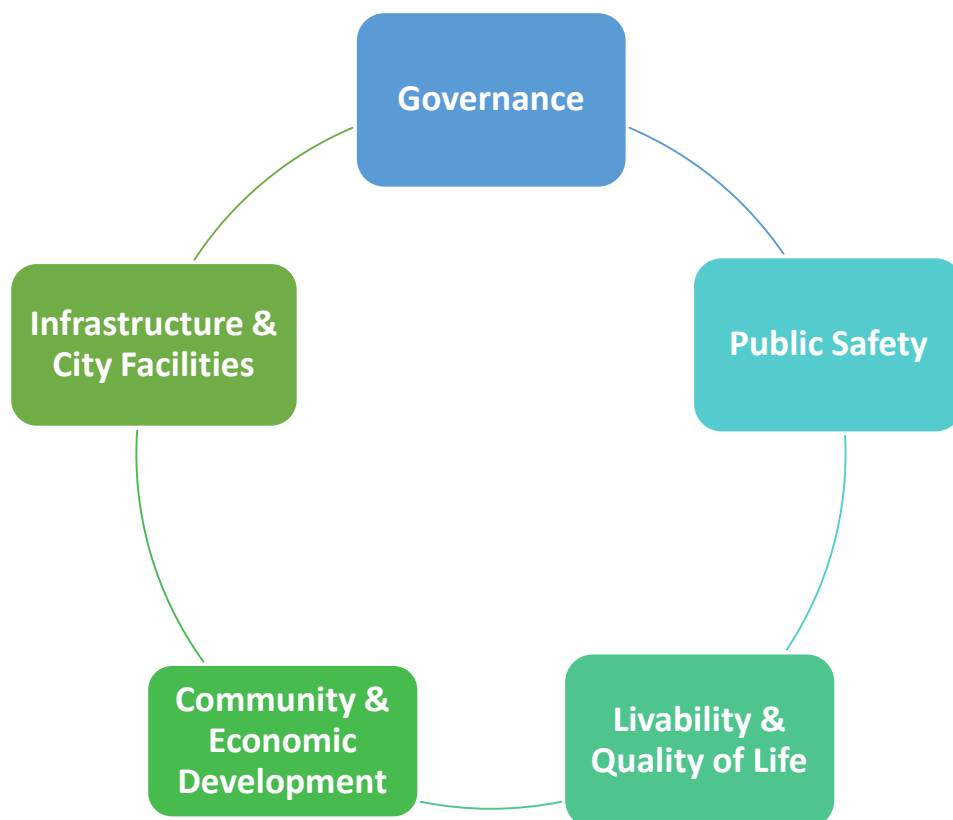 Governance
Public Safety
Livability &
Quality of Life
Community &
Economic
Development
Infrastructure &
City Facilities